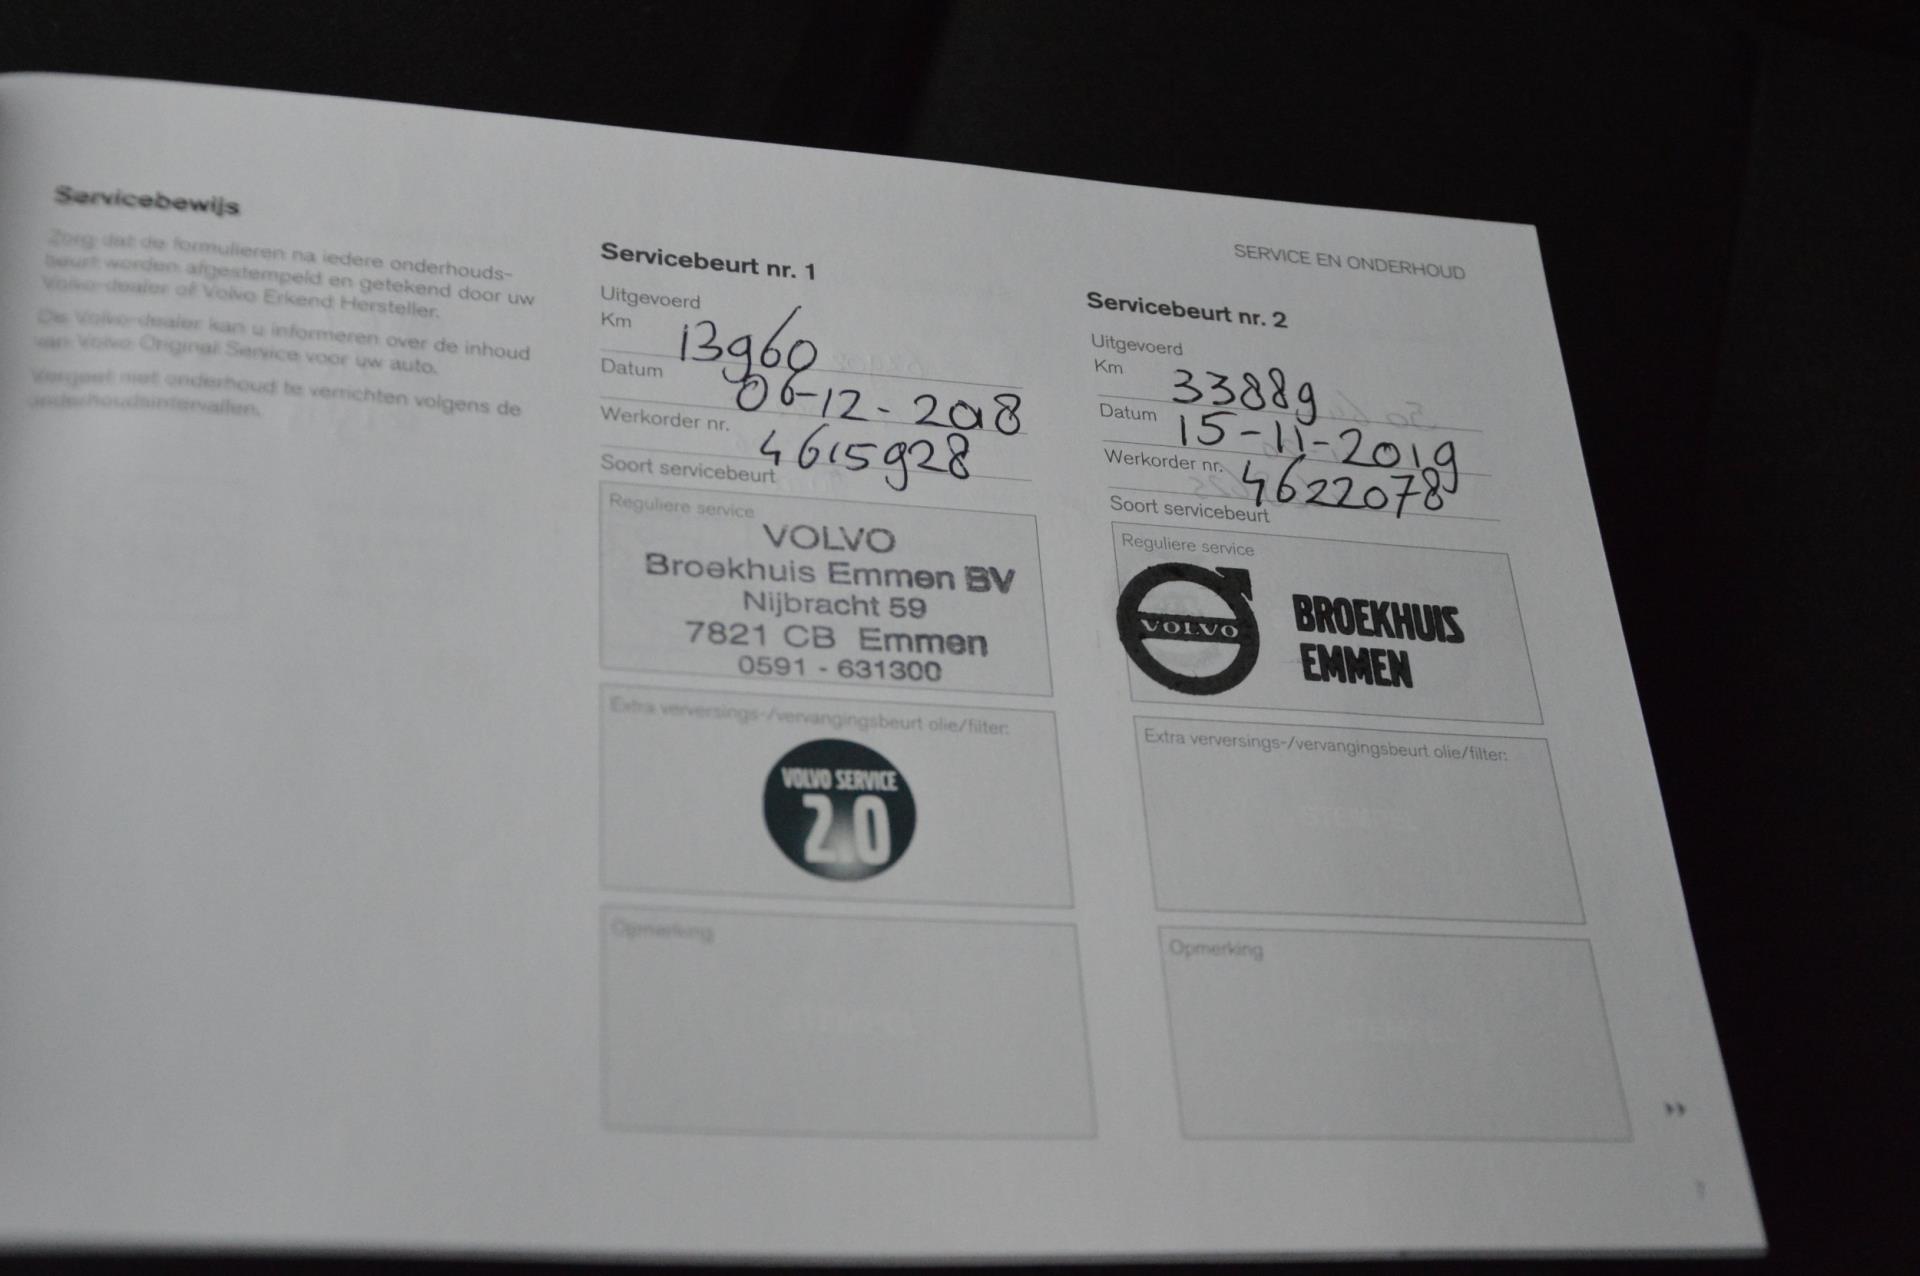 Servicebewijs
Zorg dat de formulieren na iedere onderhouds-
beurt worden afgestempeld en getekend door uw
Volvo-dealer of Volvo Erkend Hersteller.
De Volvo-dealer kan u informeren over de inhoud
van Volvo Original Service voor uw auto.
Vergeet niet onderhoud te verrichten volgens de
onderhoudsintervallen.
Servicebeurt nr. 1
Uitgevoerd
Km 13960
Datum 06-12-2018
Werkorder nr. 4615928
Soort servicebeurt
Reguliere service
VOLVO
Broekhuis Emmen BV
Nijbracht 59
7821 CB Emmen
0591 - 631300
Extra verversings-/vervangingsbeurt olie/filter:
VOLVO SERVICE
2.0
Opmerking
SERVICE EN ONDERHOUD
Servicebeurt nr. 2
Uitgevoerd
Km 33889
Datum 15-11-2019
Werkorder nr. 4622078
Soort servicebeurt
Reguliere service
VOLVO
BROEKHUIS
EMMEN
Extra verversings-/vervangingsbeurt olie/filter:
Opmerking